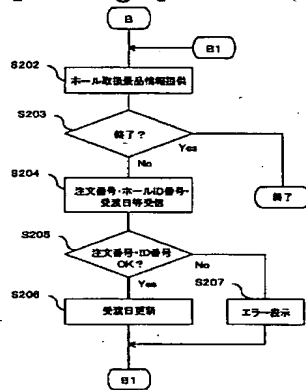 B
B1
S202
ホール取扱景品情報提供
S203
終了?
Yes
No
S204
終了
注文番号・ホールID番号・
受渡日等受信
S205
注文番号・ID番号
OK?
No
S207
Yes
S206
受渡日更新
エラー表示
B1